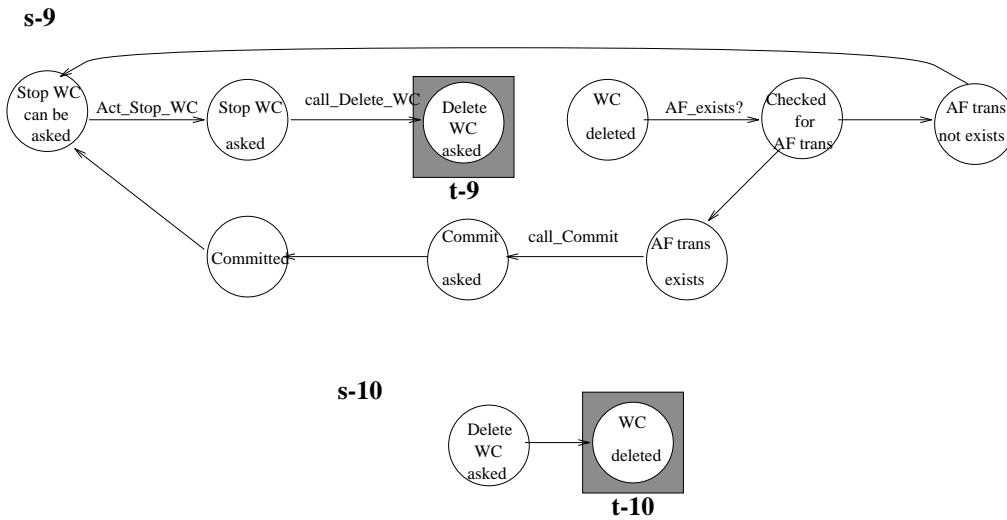 s-9
Stop WC
can be
asked
Act_Stop_WC
Stop WC
asked
call_Delete_WC
Delete
WC
asked
t-9
WC
deleted
AF_exists?
Checked
for
AF trans
AF trans
not exists
Committed
Commit
asked
call_Commit
AF trans
exists
s-10
Delete
WC
asked
WC
deleted
t-10